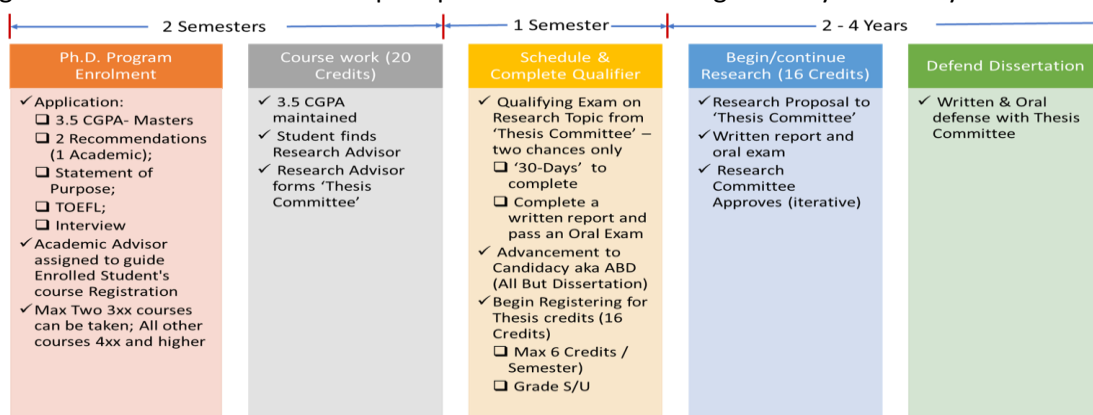 2 Semesters
1 Semester
2 - 4 Years
Ph.D. Program
Enrolment
✓Application:
❑ 3.5 CGPA- Masters
❑ 2 Recommendations
(1 Academic);
❑ Statement of
Purpose;
❑ TOEFL;
❑ Interview
✓Academic Advisor
assigned to guide
Enrolled Student's
course Registration
✓Max Two 3xx courses
can be taken; All other
courses 4xx and higher
Course work (20
Credits)
✓ 3.5 CGPA
maintained
✓ Student finds
Research Advisor
✓ Research Advisor
forms ‘Thesis
Committee’
Schedule &
Complete Qualifier
✓ Qualifying Exam on
Research Topic from
‘Thesis Committee’ –
two chances only
❑ ‘30-Days’ to
complete
❑ Complete a
written report and
pass an Oral Exam
✓ Advancement to
Candidacy aka ABD
(All But Dissertation)
✓Begin Registering for
Thesis credits (16
Credits)
❑ Max 6 Credits /
Semester)
❑ Grade S/U
Begin/continue
Research (16 Credits)
✓Research Proposal to
‘Thesis Committee’
✓Written report and
oral exam
✓ Research
Committee
Approves (iterative)
Defend Dissertation
✓ Written & Oral
defense with Thesis
Committee